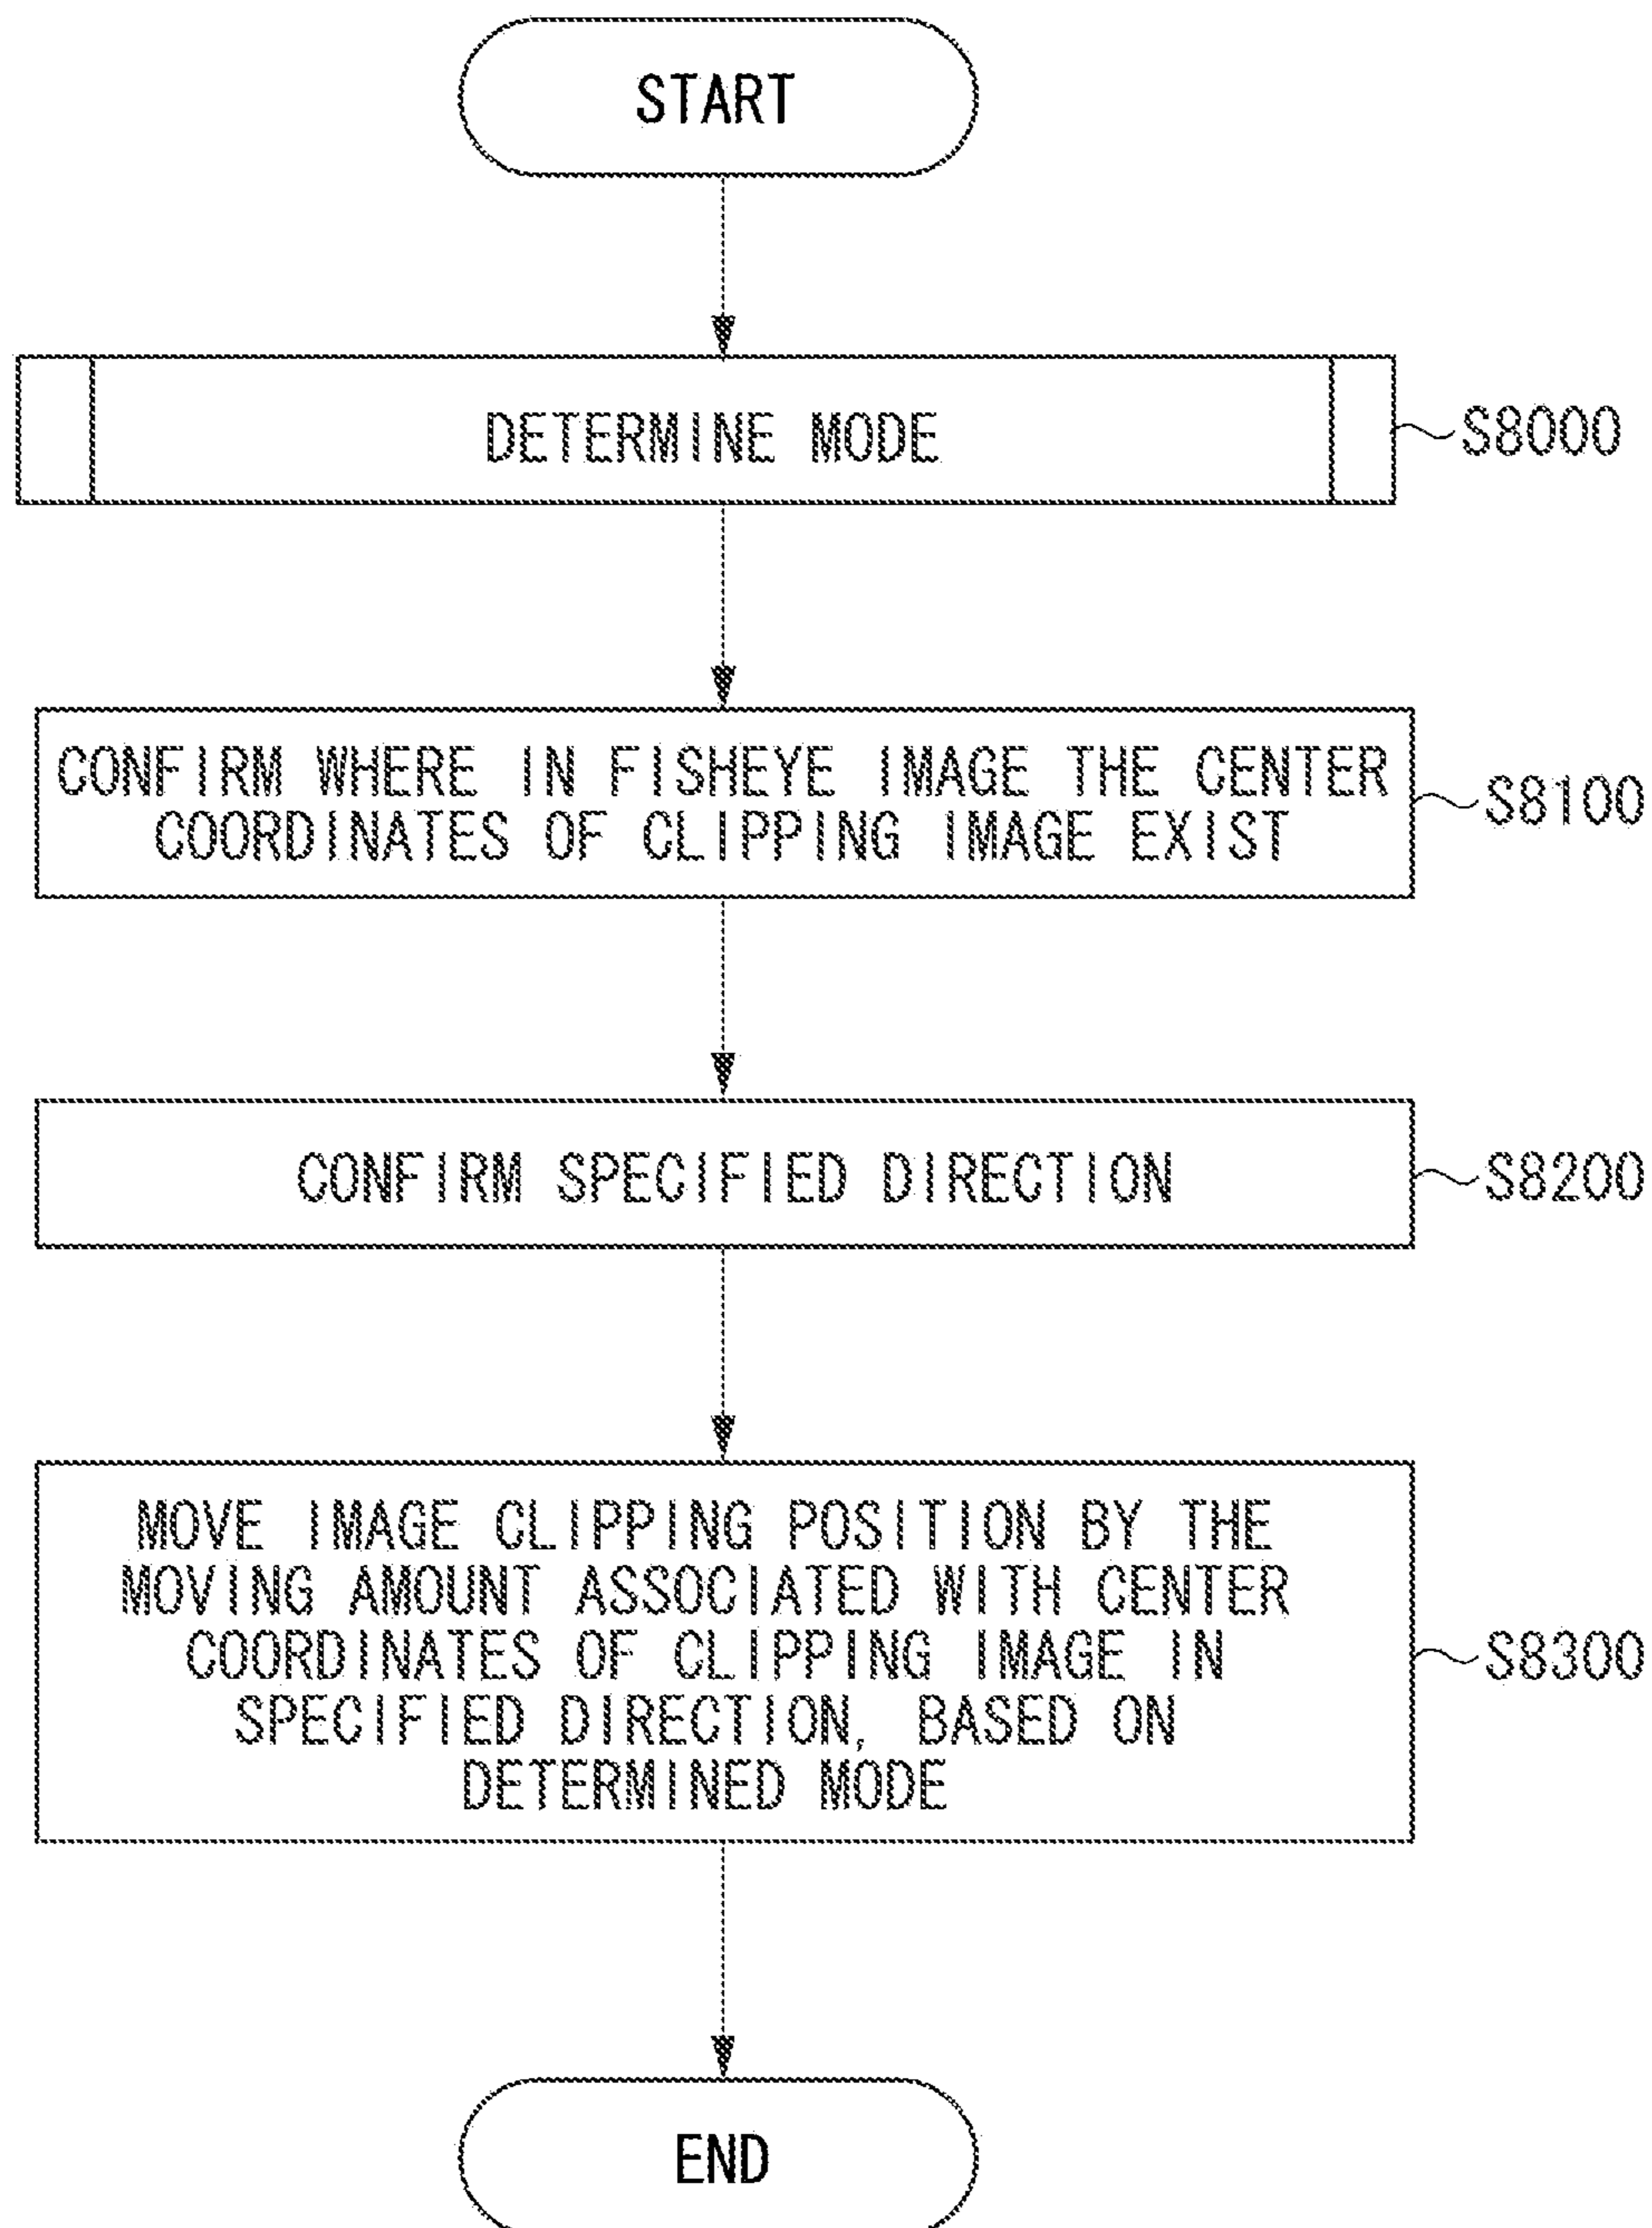 START
DETERMINE MODE
S8000
CONFIRM WHERE IN FISHEYE IMAGE THE CENTER
COORDINATES OF CLIPPING IMAGE EXIST
S8100
CONFIRM SPECIFIED DIRECTION
S8200
MOVE IMAGE CLIPPING POSITION BY THE
MOVING AMOUNT ASSOCIATED WITH CENTER
COORDINATES OF CLIPPING IMAGE IN
SPECIFIED DIRECTION, BASED ON
DETERMINED MODE
S8300
END